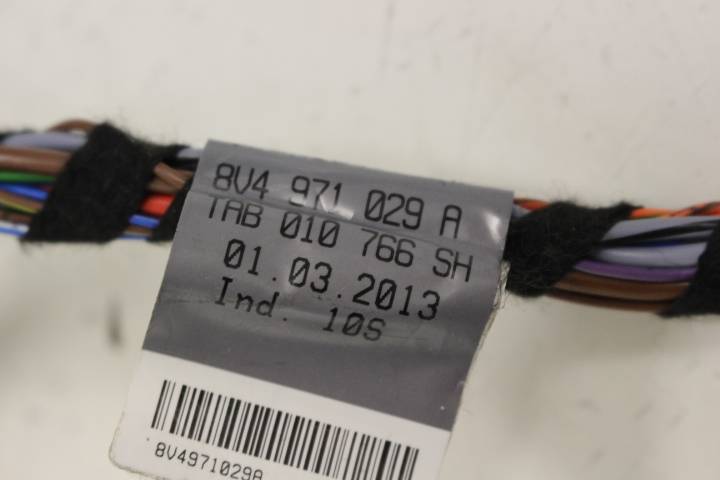 8V4 971 029 A
TAB 010 766 SH
01.03.2013
Ind. 10S
8V4971029A